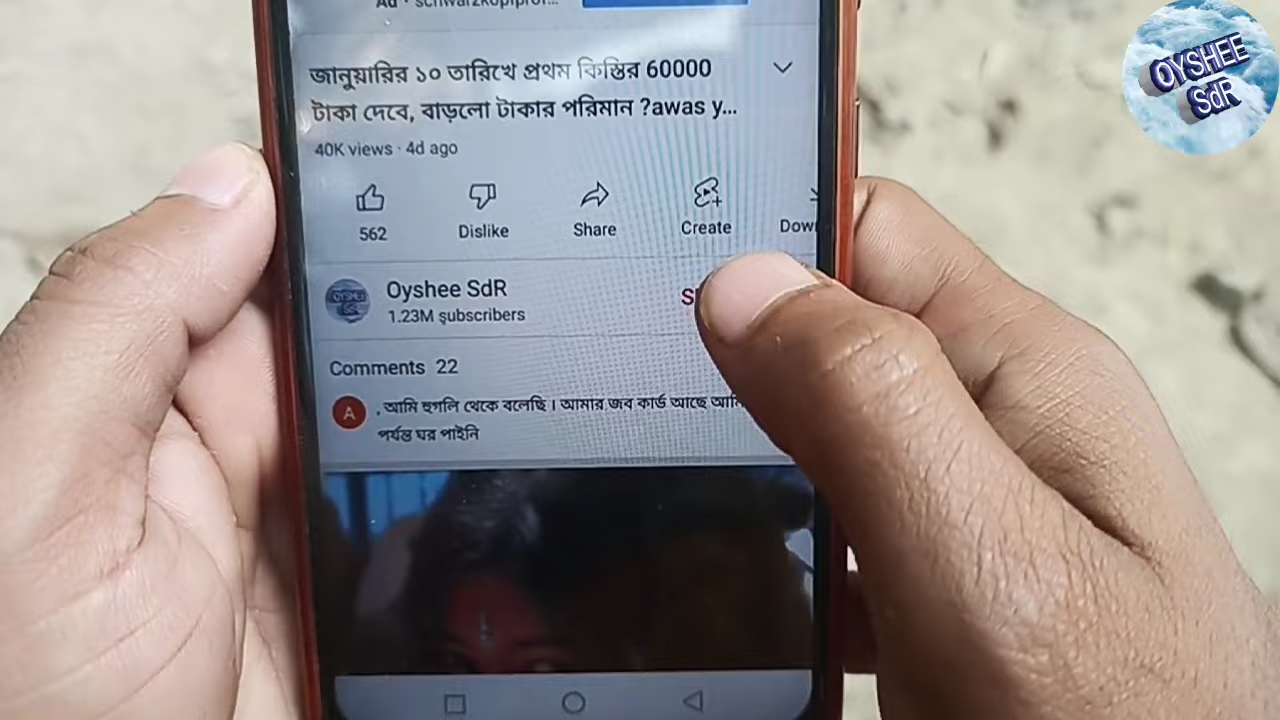 Ad · schwarzkopfprof...
জানুয়ারির ১০ তারিখে প্রথম কিস্তির 60000
টাকা দেবে, বাড়লো টাকার পরিমান ?awas y...
40K views · 4d ago
562
Dislike
Share
Create
Oyshee SdR
1.23M subscribers
Comments 22
A
, আমি হুগলি থেকে বলেছি । আমার জব কার্ড আছে
পর্যন্ত ঘর পাইনি
OYSHEE
SdR